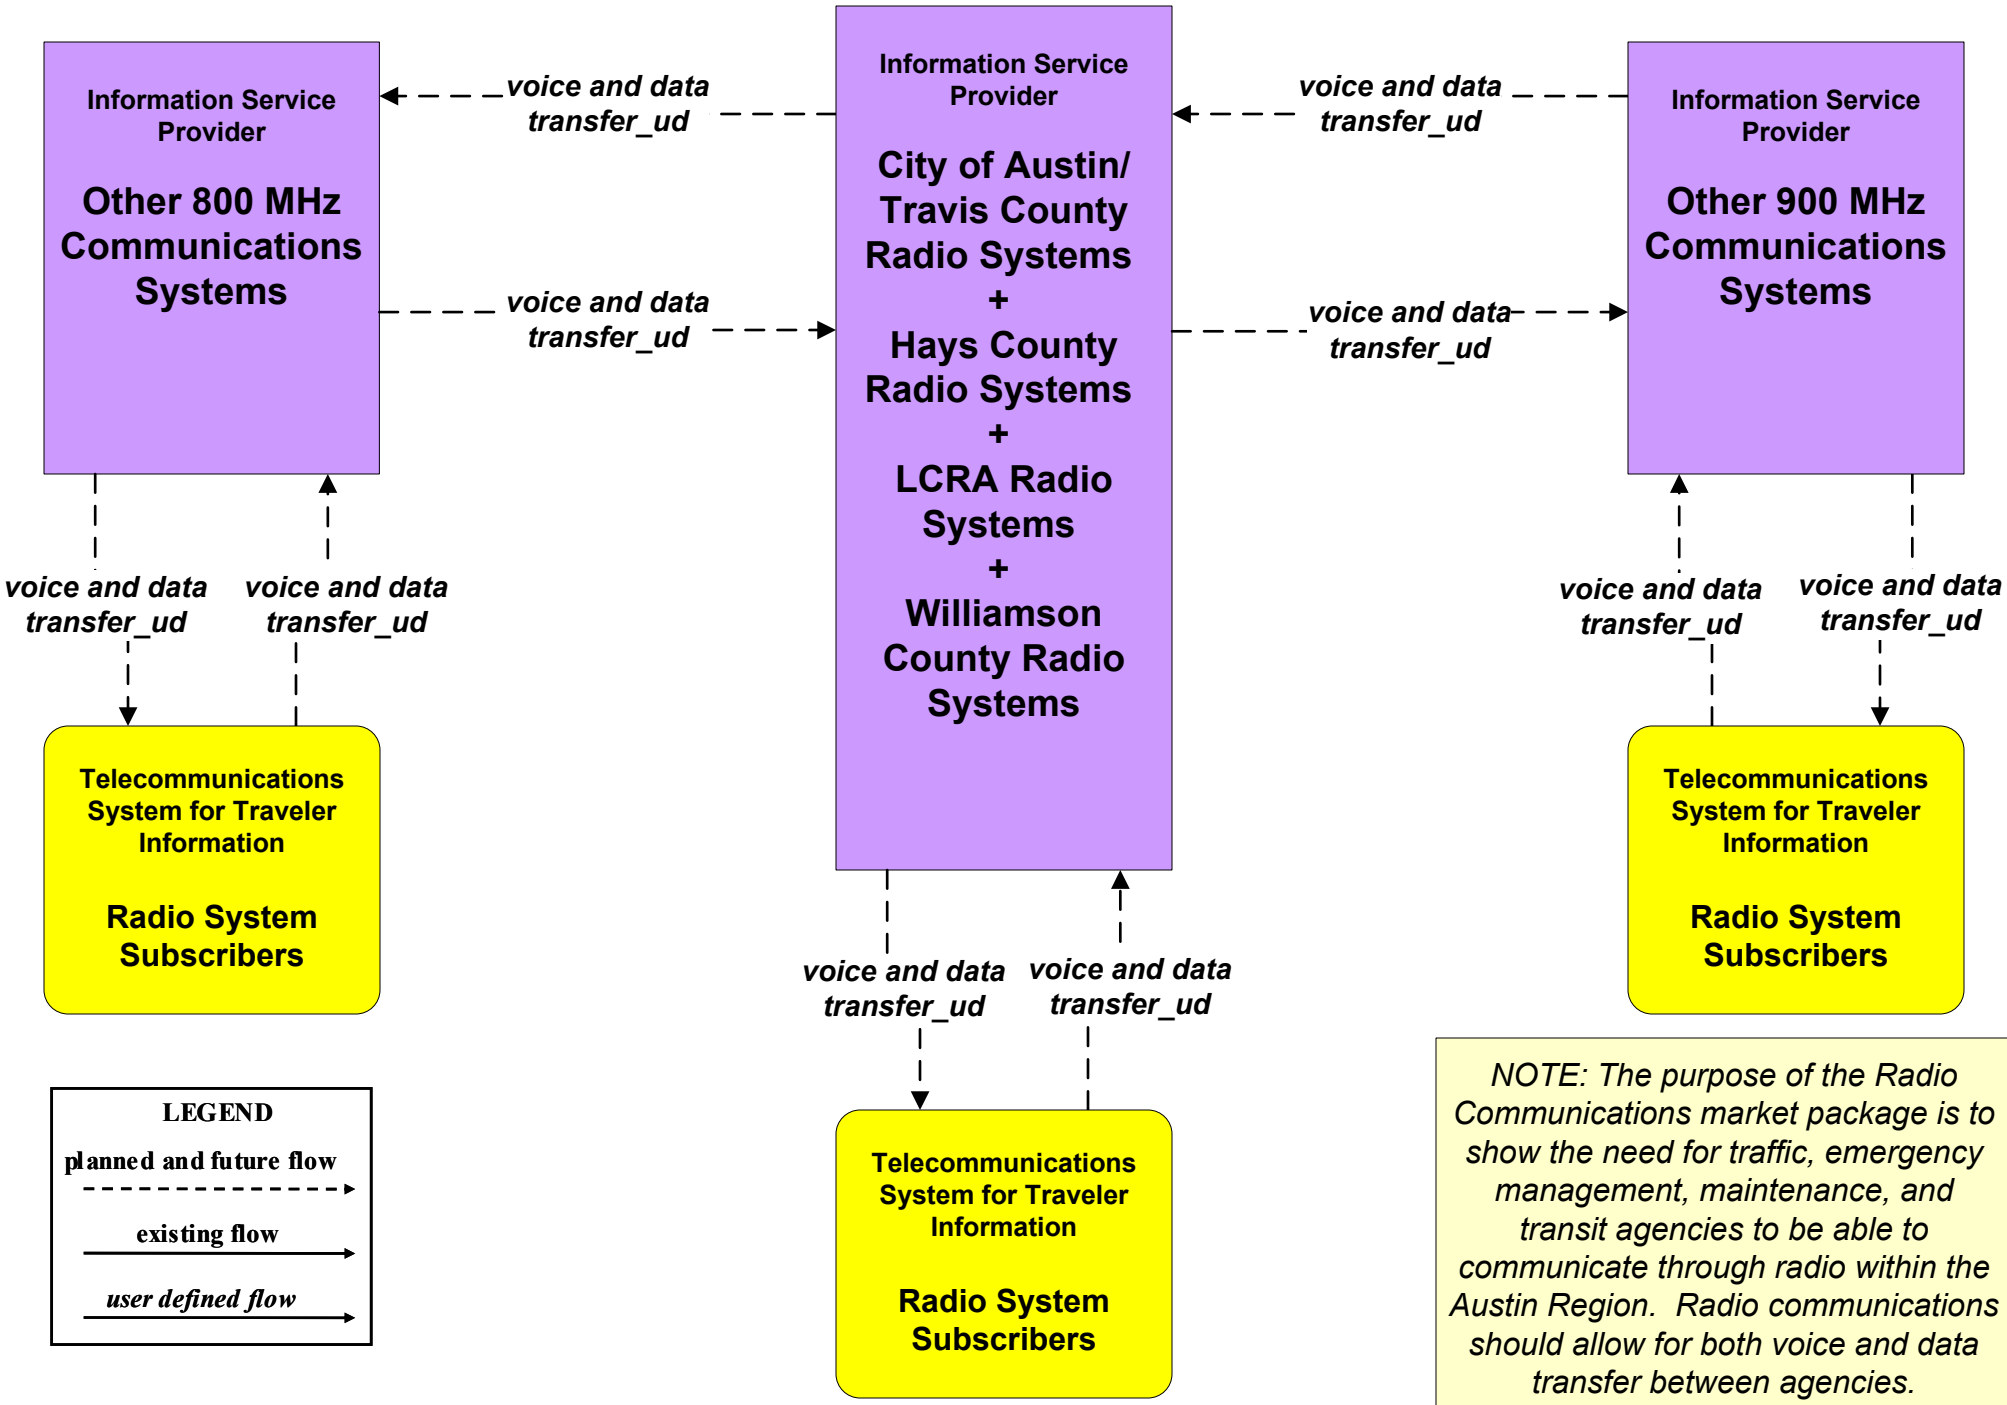 Information Service
Provider
Other 800 MHz
Communications
Systems
voice and data
transfer_ud
voice and data
transfer_ud
Information Service
Provider
City of Austin/
Travis County
Radio Systems
+
Hays County
Radio Systems
+
LCRA Radio
Systems
+
Williamson
County Radio
Systems
voice and data
transfer_ud
voice and data
transfer_ud
Information Service
Provider
Other 900 MHz
Communications
Systems
voice and data
transfer_ud
voice and data
transfer_ud
voice and data
transfer_ud
voice and data
transfer_ud
Telecommunications
System for Traveler
Information
Radio System
Subscribers
voice and data
transfer_ud
voice and data
transfer_ud
Telecommunications
System for Traveler
Information
Radio System
Subscribers
Telecommunications
System for Traveler
Information
Radio System
Subscribers
LEGEND
planned and future flow
existing flow
user defined flow
NOTE: The purpose of the Radio
Communications market package is to
show the need for traffic, emergency
management, maintenance, and
transit agencies to be able to
communicate through radio within the
Austin Region.  Radio communications
should allow for both voice and data
transfer between agencies.